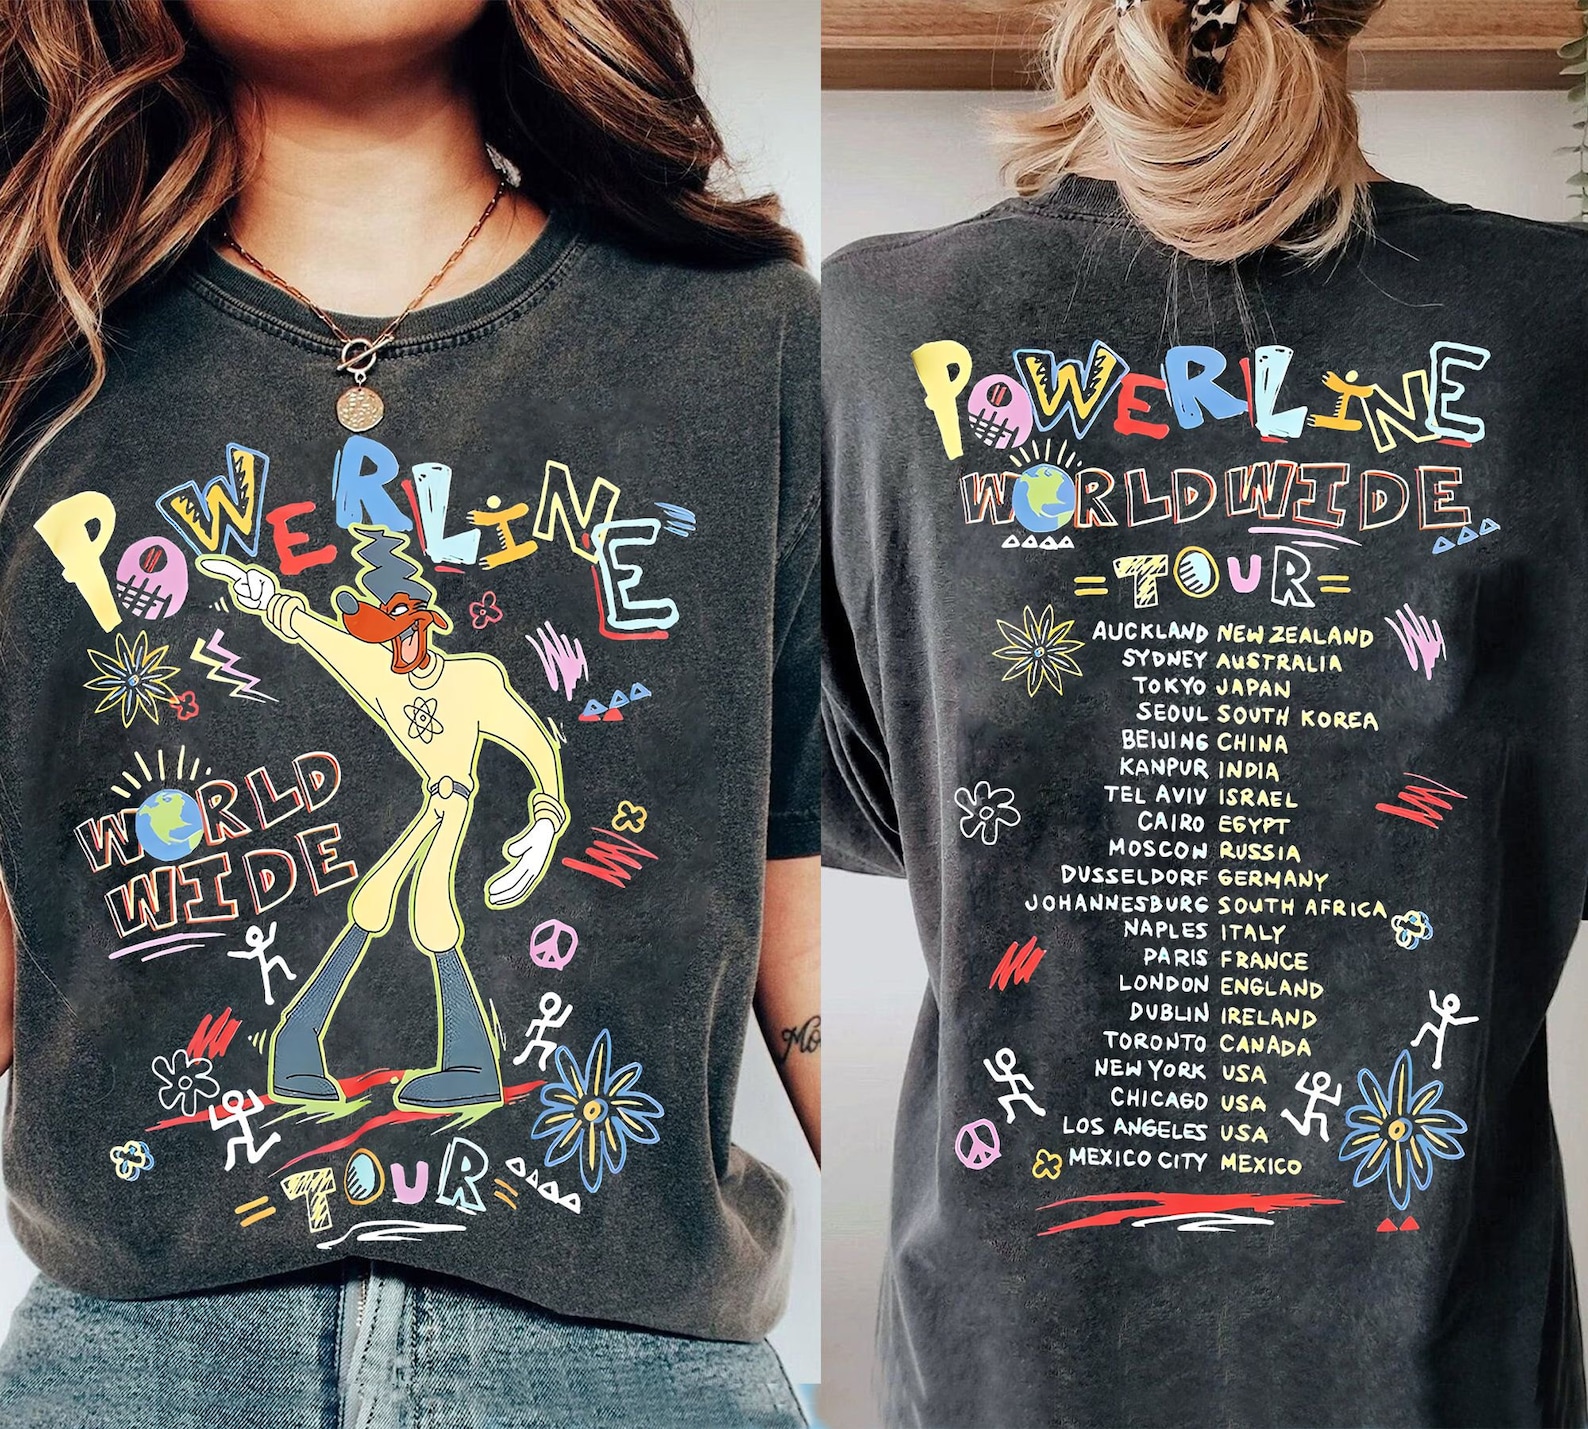 POWERLINE
WORLD
WIDE
TOUR
POWERLINE
WORLDWIDE
TOUR
AUCKLAND NEW ZEALAND
SYDNEY AUSTRALIA
TOKYO JAPAN
SEOUL SOUTH KOREA
BEIJING CHINA
KANPUR INDIA
TEL AVIV ISRAEL
CAIRO EGYPT
MOSCOW RUSSIA
DUSSELDORF GERMANY
JOHANNESBURG SOUTH AFRICA
NAPLES ITALY
PARIS FRANCE
LONDON ENGLAND
DUBLIN IRELAND
TORONTO CANADA
NEW YORK USA
CHICAGO USA
LOS ANGELES USA
MEXICO CITY MEXICO